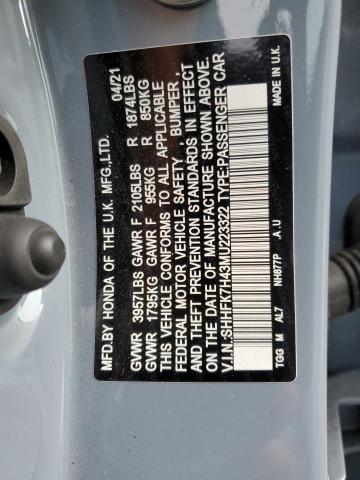 MFD.BY HONDA OF THE U.K. MFG.,LTD. 04/21
GVWR 3957LBS GAWR F 2105LBS R 1874LBS
GVWR 1795KG GAWR F 955KG R 850KG
THIS VEHICLE CONFORMS TO ALL APPLICABLE
FEDERAL MOTOR VEHICLE SAFETY BUMPER,
AND THEFT PREVENTION STANDARDS IN EFFECT
ON THE DATE OF MANUFACTURE SHOWN ABOVE.
V.I.N.:SHHFK7H43MU223322 TYPE:PASSENGER CAR
NH877P .A.U MADE IN U.K.
TGG M AL7